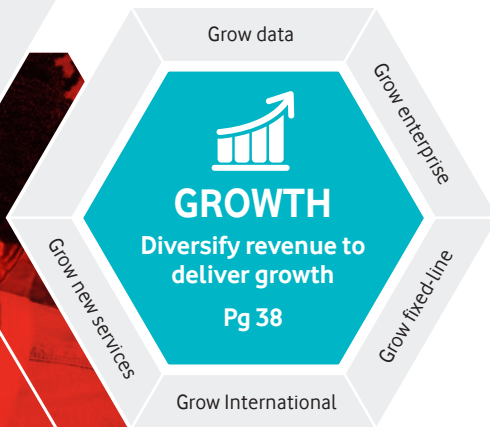 Grow data
Grow enterprise
GROWTH
Diversify revenue to
deliver growth
Pg 38
Grow fixed-line
Grow International
Grow new services